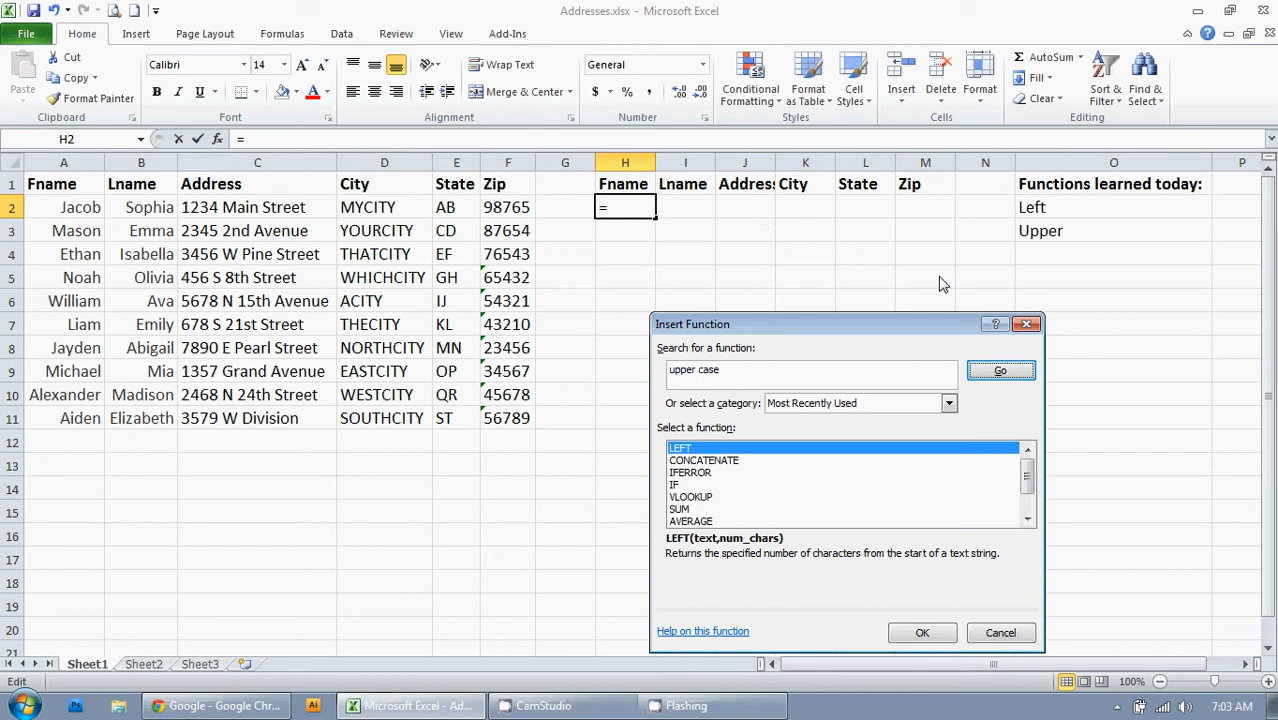 Addresses.xlsx - Microsoft Excel
File Home Insert Page Layout Formulas Data Review View Add-Ins
Cut
Copy
Format Painter
Paste
Clipboard
Calibri 14
B I U
Font
Wrap Text
Merge & Center
Alignment
General
$ % ,
Number
Conditional Formatting
Format as Table
Cell Styles
Styles
Insert
Delete
Format
Cells
AutoSum
Fill
Clear
Sort & Filter
Find & Select
Editing
H2 fx =
A B C D E F G H I J K L M N O P
1 Fname Lname Address City State Zip Fname Lname Address City State Zip Functions learned today:
2 Jacob Sophia 1234 Main Street MYCITY AB 98765 = Left
3 Mason Emma 2345 2nd Avenue YOURCITY CD 87654 Upper
4 Ethan Isabella 3456 W Pine Street THATCITY EF 76543
5 Noah Olivia 456 S 8th Street WHICHCITY GH 65432
6 William Ava 5678 N 15th Avenue ACITY IJ 54321
7 Liam Emily 678 S 21st Street THECITY KL 43210
8 Jayden Abigail 7890 E Pearl Street NORTHCITY MN 23456
9 Michael Mia 1357 Grand Avenue EASTCITY OP 34567
10 Alexander Madison 2468 N 24th Street WESTCITY QR 45678
11 Aiden Elizabeth 3579 W Division SOUTHCITY ST 56789
12
13
14
15
16
17
18
19
20
21
Insert Function
Search for a function:
upper case
Go
Or select a category: Most Recently Used
Select a function:
LEFT
CONCATENATE
IFERROR
IF
VLOOKUP
SUM
AVERAGE
LEFT(text,num_chars)
Returns the specified number of characters from the start of a text string.
Help on this function
OK
Cancel
Sheet1 Sheet2 Sheet3
Edit 100%
Ps
Google - Google Chr...
Ai
Microsoft Excel - Ad...
CamStudio
Flashing
7:03 AM